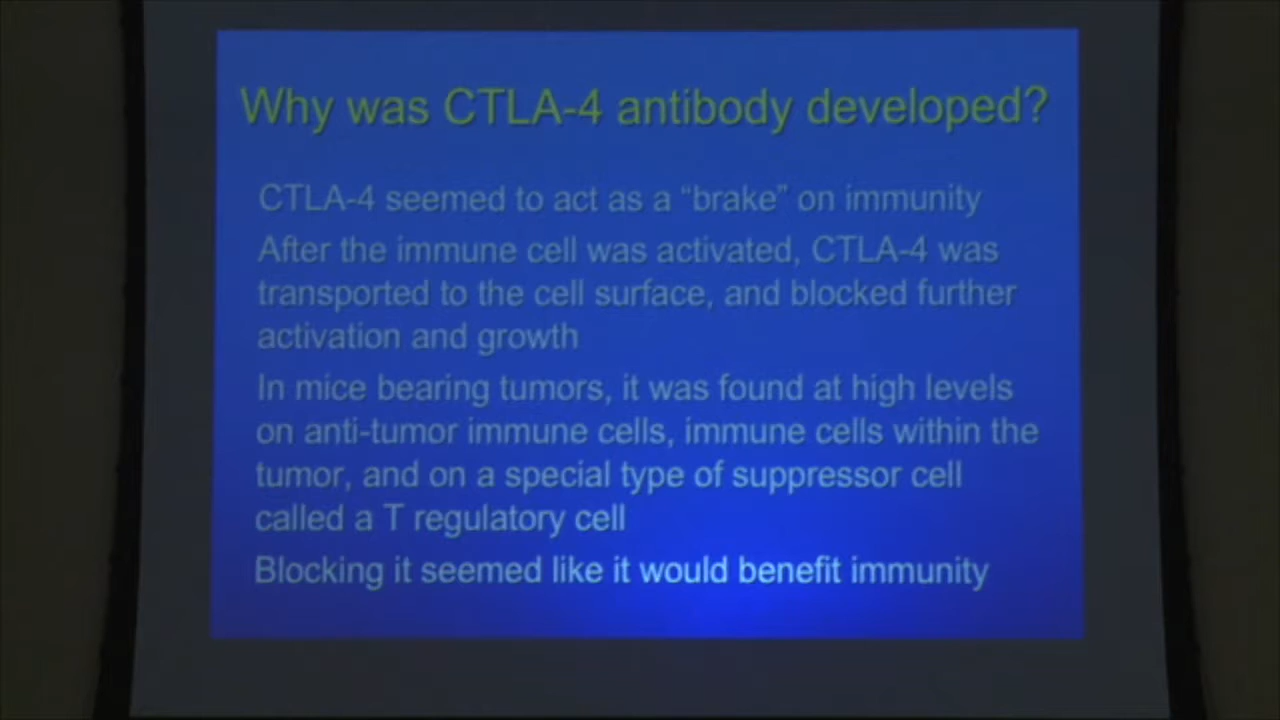 Why was CTLA-4 antibody developed?
CTLA-4 seemed to act as a “brake” on immunity
After the immune cell was activated, CTLA-4 was
transported to the cell surface, and blocked further
activation and growth
In mice bearing tumors, it was found at high levels
on anti-tumor immune cells, immune cells within the
tumor, and on a special type of suppressor cell
called a T regulatory cell
Blocking it seemed like it would benefit immunity